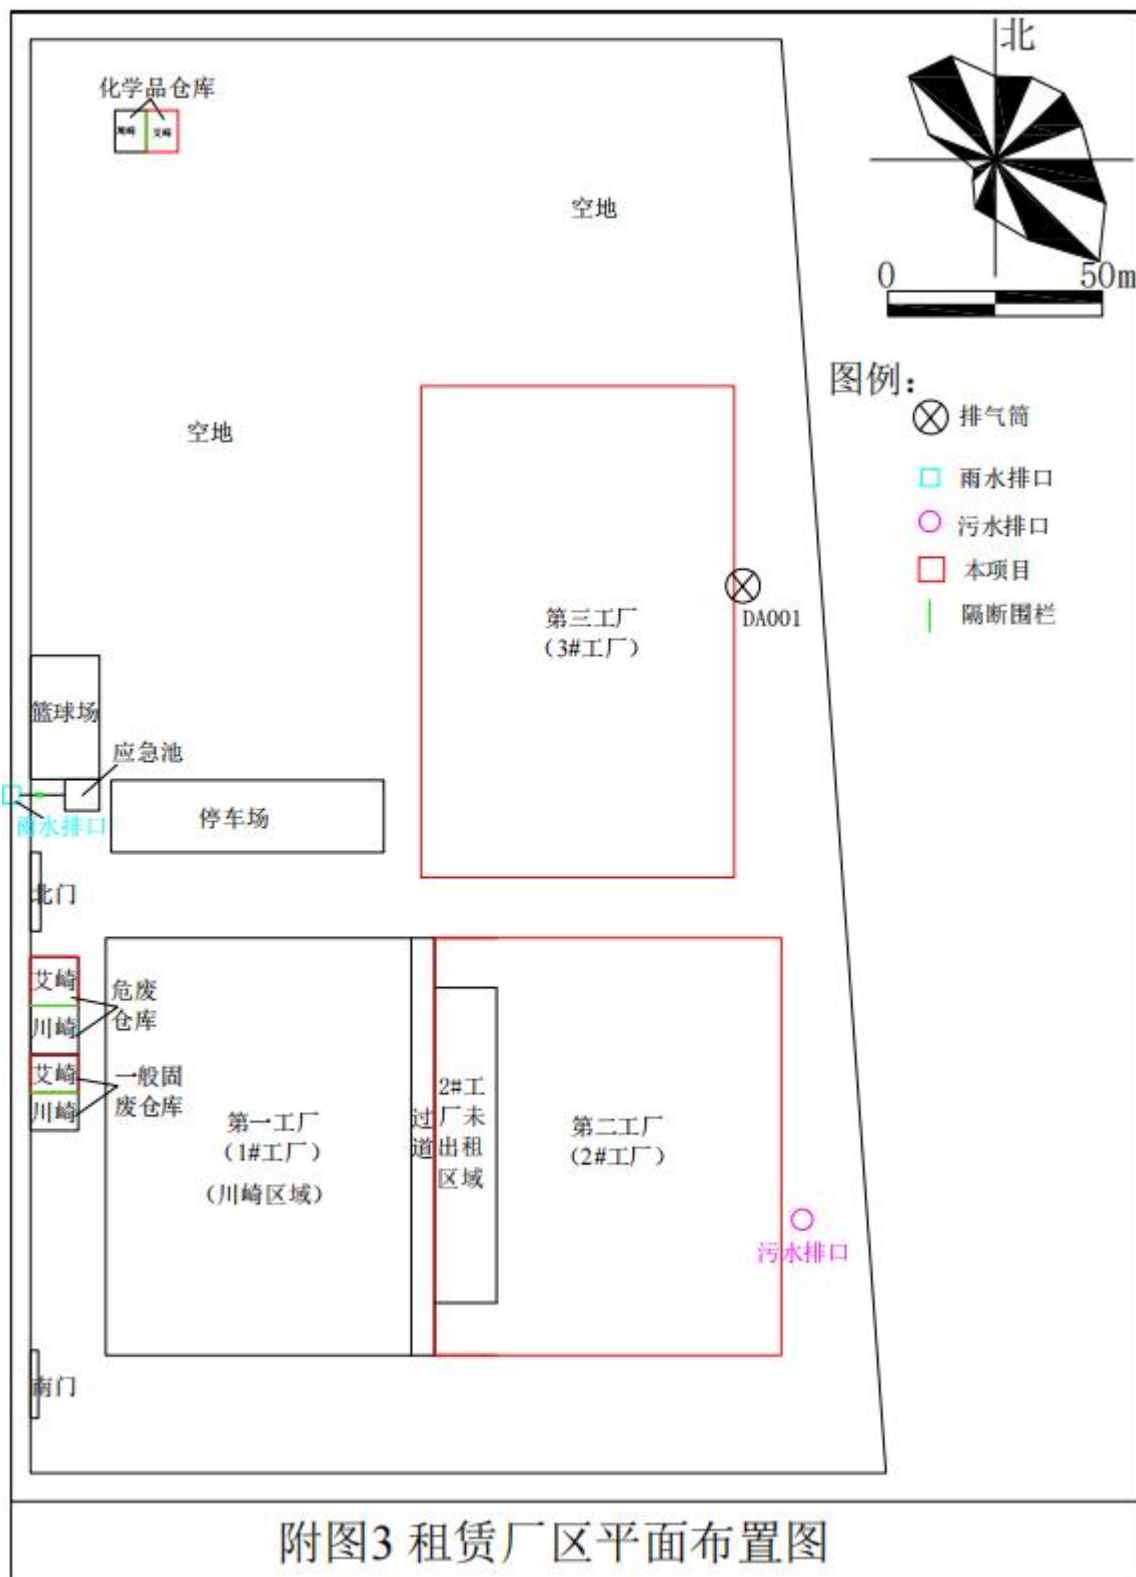 北
化学品仓库
艾崎
空地
0
50m
图例：
排气筒
雨水排口
污水排口
本项目
隔断围栏
空地
第三工厂
（3#工厂）
DA001
篮球场
应急池
停车场
雨水排口
北门
艾崎
川崎
危废
仓库
艾崎
川崎
一般固
废仓库
第一工厂
（1#工厂）
（川崎区域）
过
道
2#工
厂未
出租
区域
第二工厂
（2#工厂）
污水排口
南门
附图3 租赁厂区平面布置图